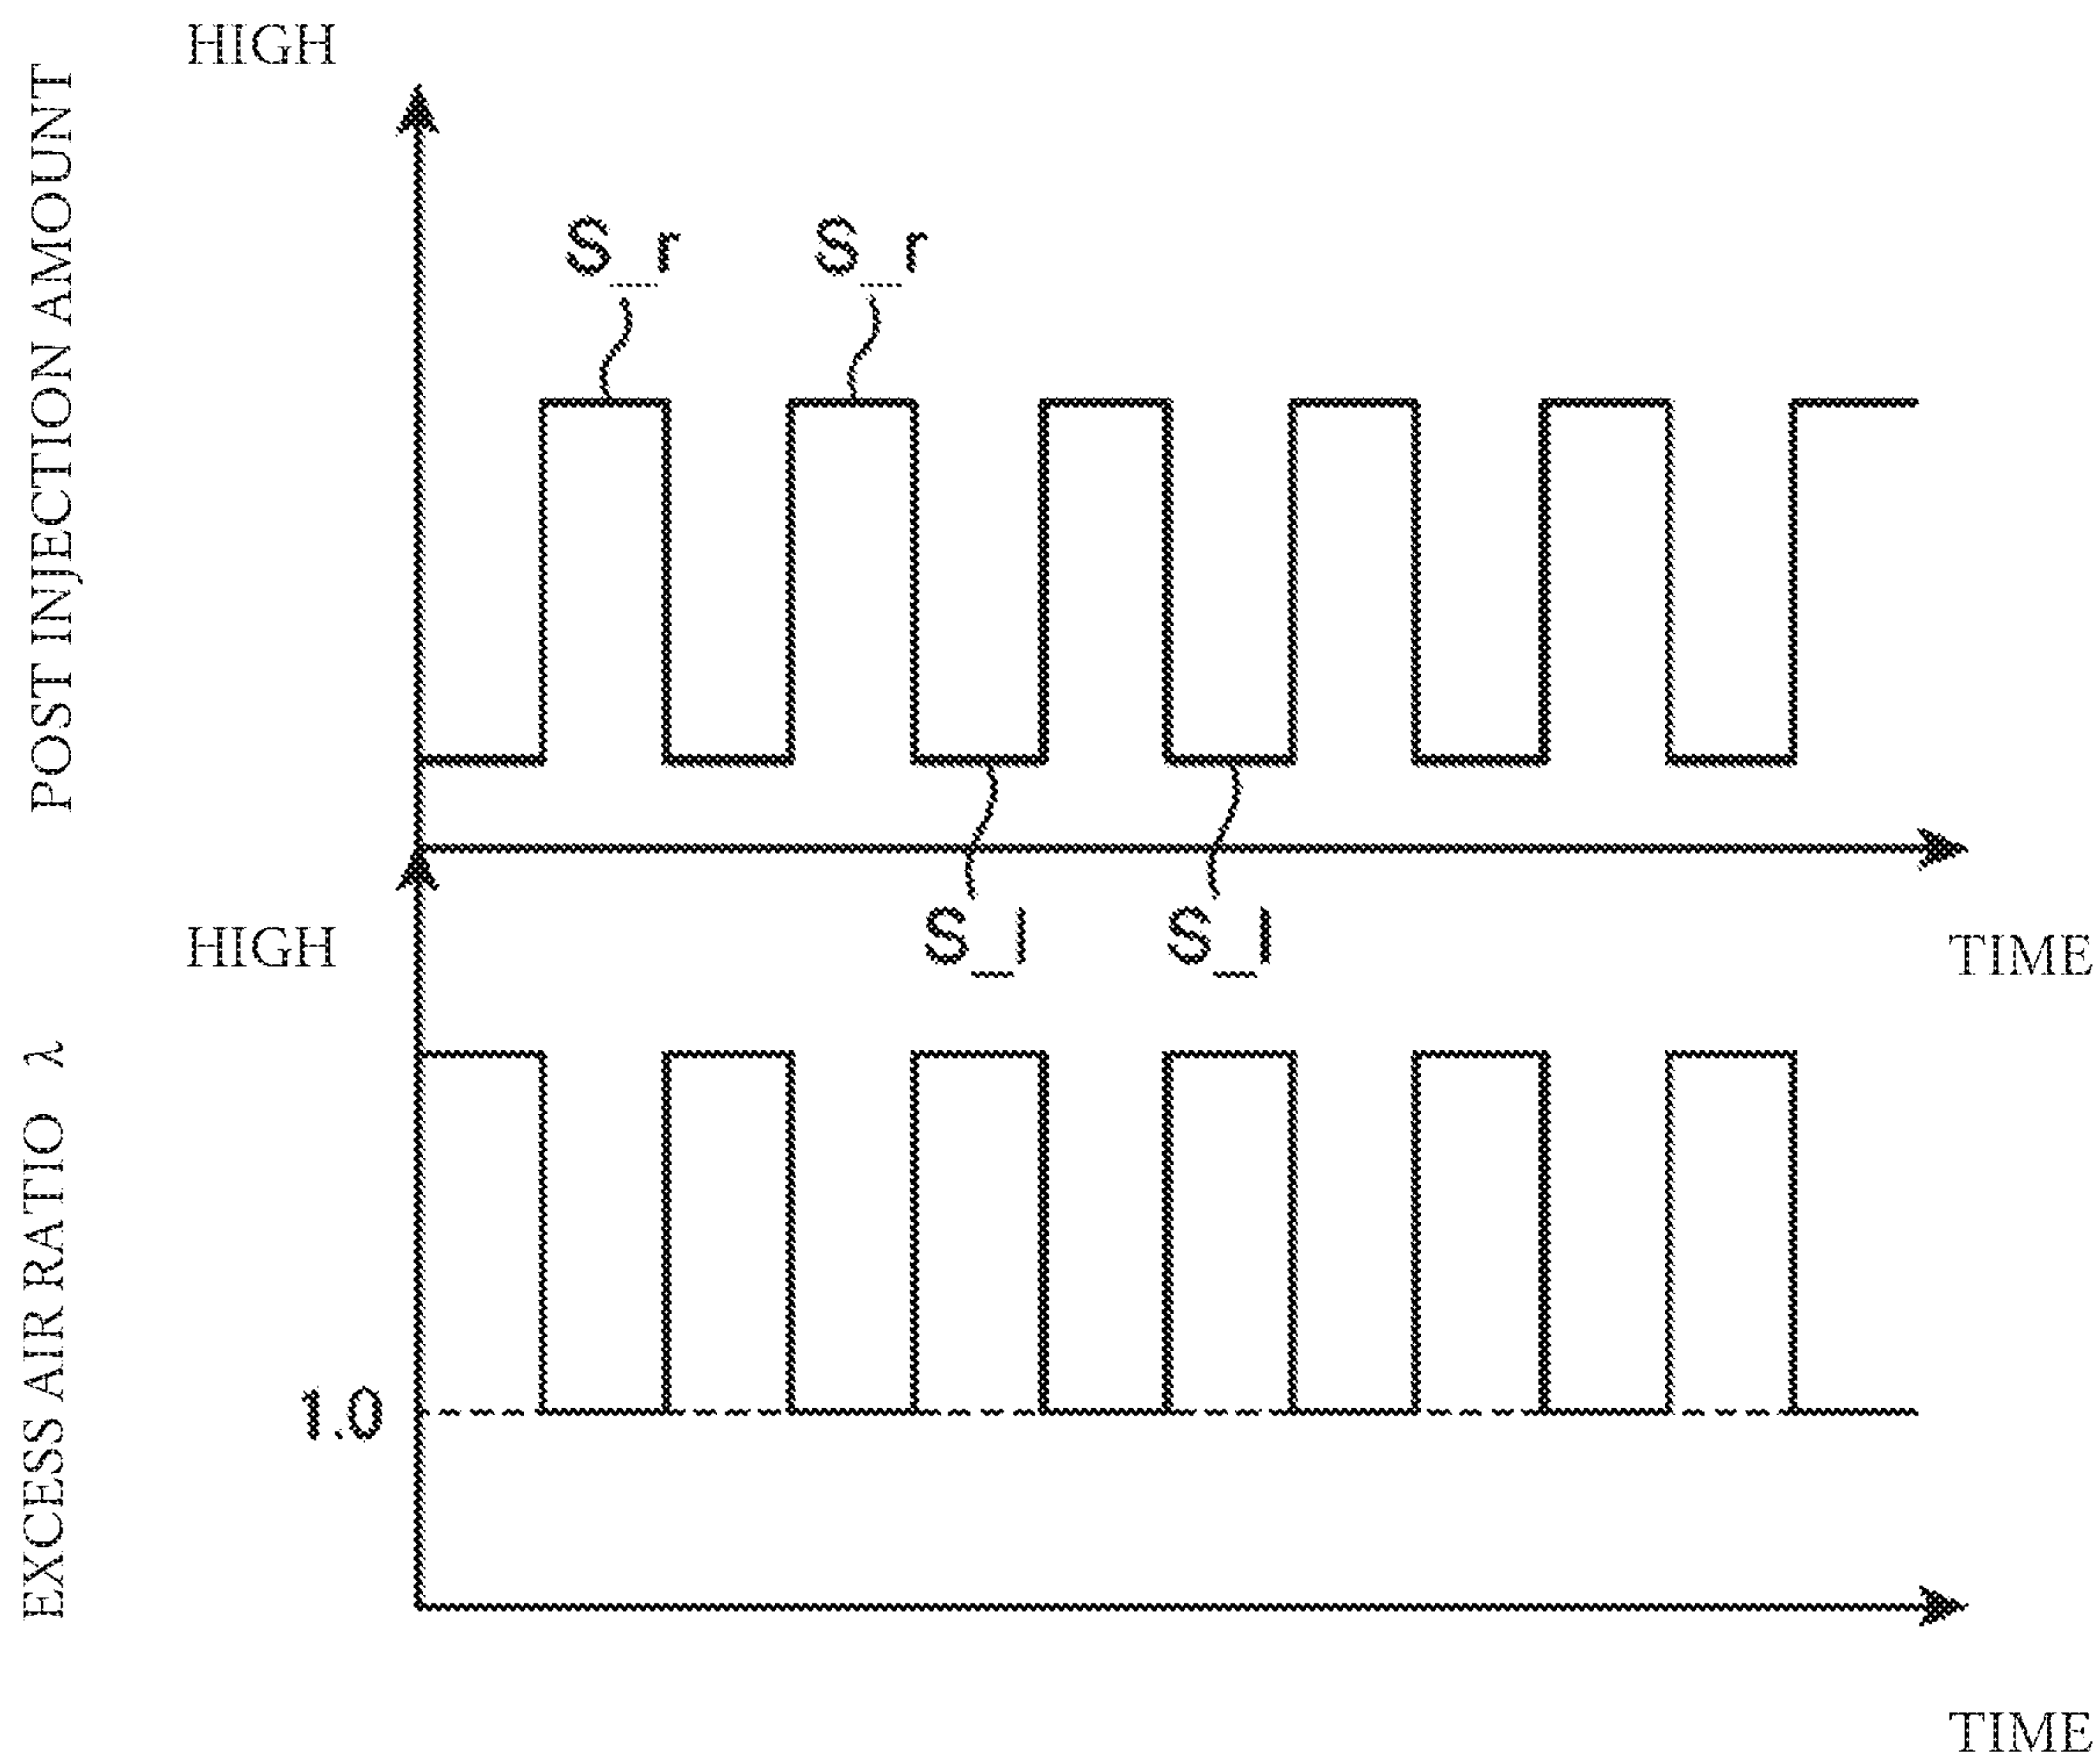 HIGH
POST INJECTION AMOUNT
S_r
S_r
S_l
S_l
TIME
HIGH
EXCESS AIR RATIO λ
1.0
TIME